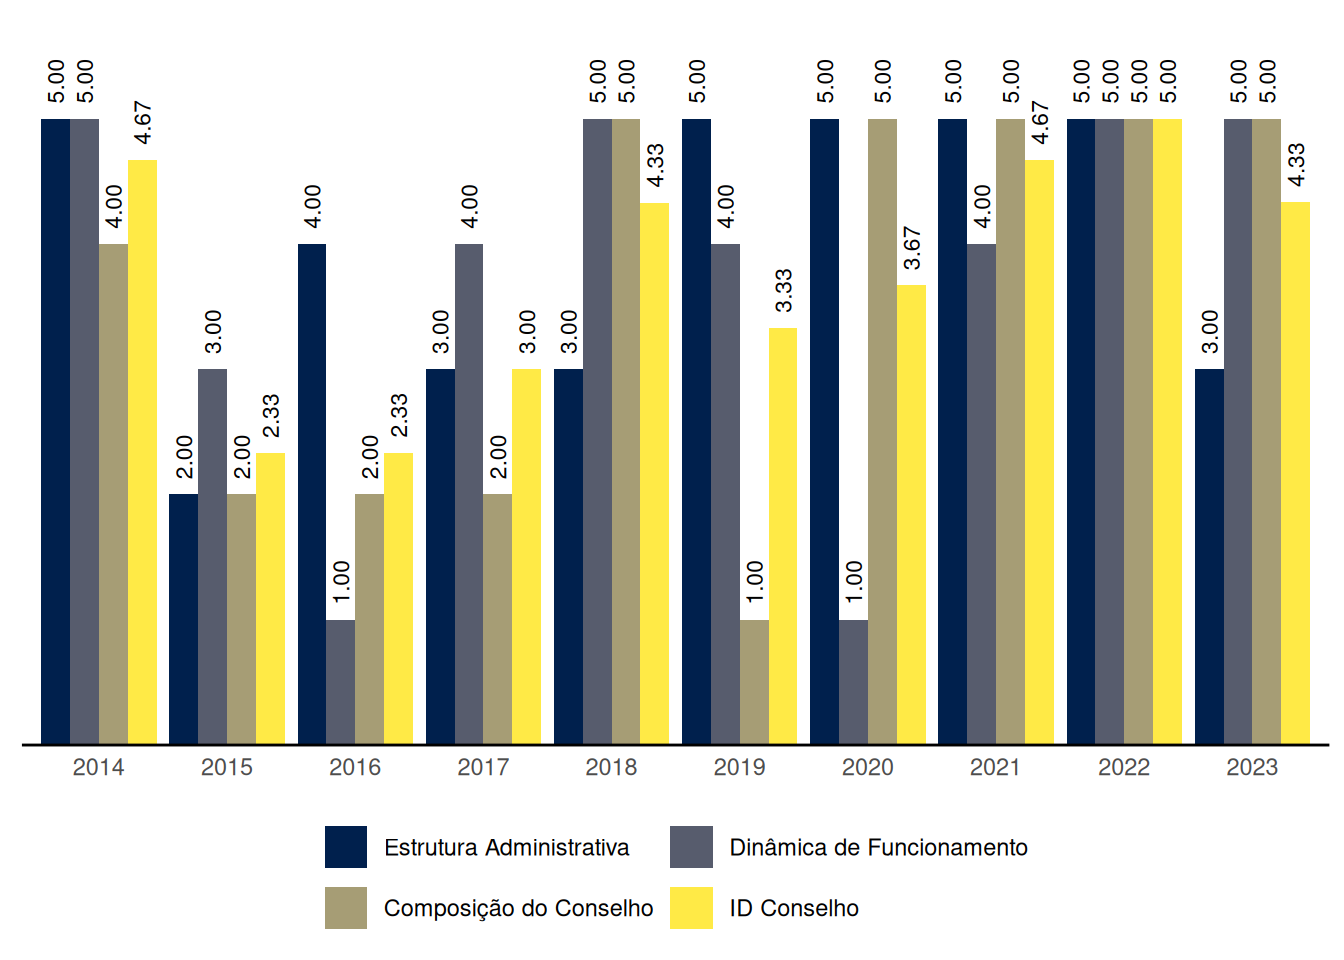 5.00 5.00 4.00 4.67 2.00 3.00 2.00 2.33 4.00 1.00 2.00 2.33 3.00 4.00 2.00 3.00 3.00 5.00 5.00 4.33 5.00 4.00 1.00 3.33 5.00 1.00 5.00 3.67 5.00 4.00 5.00 4.67 5.00 5.00 5.00 5.00 3.00 5.00 5.00 4.33
2014 2015 2016 2017 2018 2019 2020 2021 2022 2023
Estrutura Administrativa Dinâmica de Funcionamento
Composição do Conselho ID Conselho